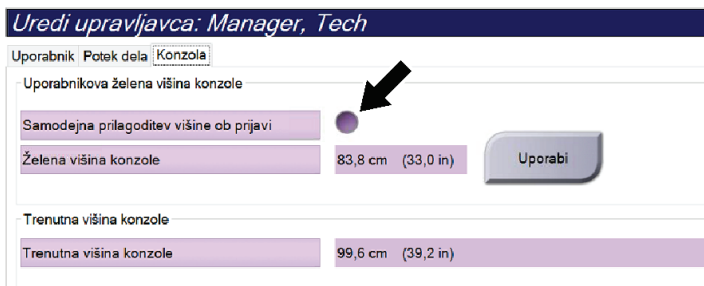 Uredi upravljavca: Manager, Tech
Uporabnik Potek dela Konzola
Uporabnikova želena višina konzole
Samodejna prilagoditev višine ob prijavi
Želena višina konzole 83,8 cm (33,0 in) Uporabi
Trenutna višina konzole
Trenutna višina konzole 99,6 cm (39,2 in)